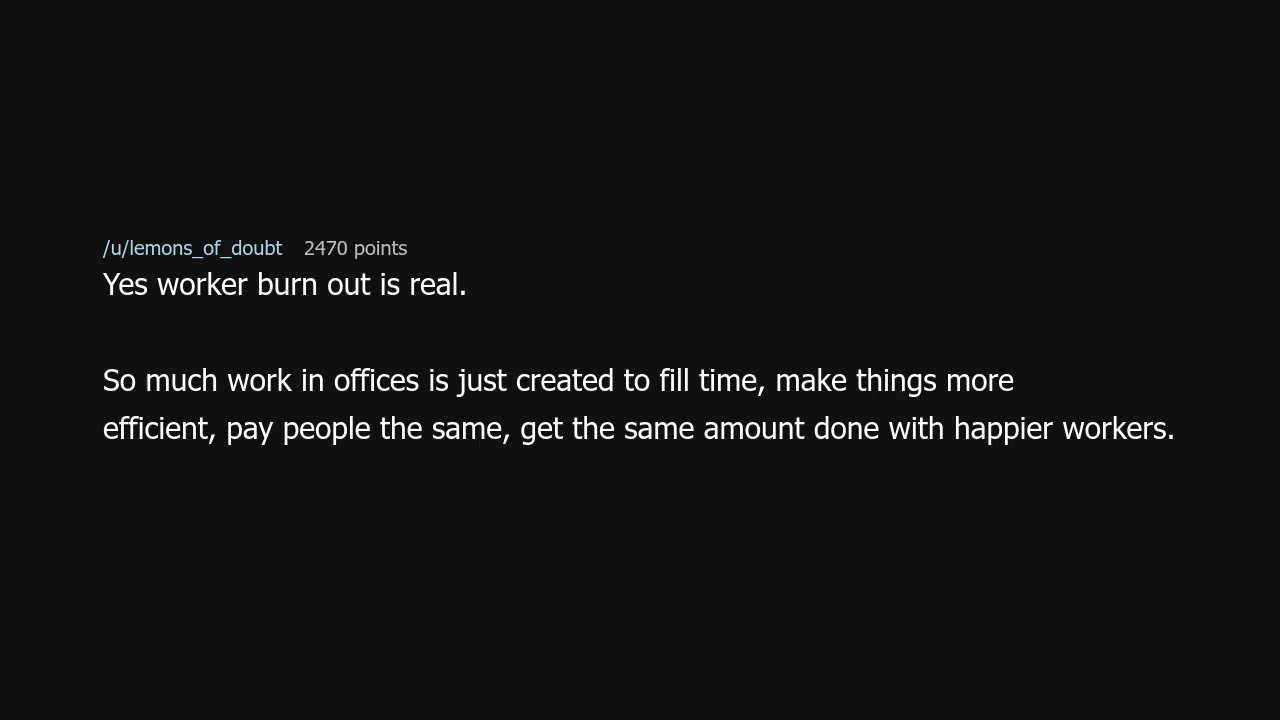 /u/lemons_of_doubt 2470 points
Yes worker burn out is real.
So much work in offices is just created to fill time, make things more
efficient, pay people the same, get the same amount done with happier workers.